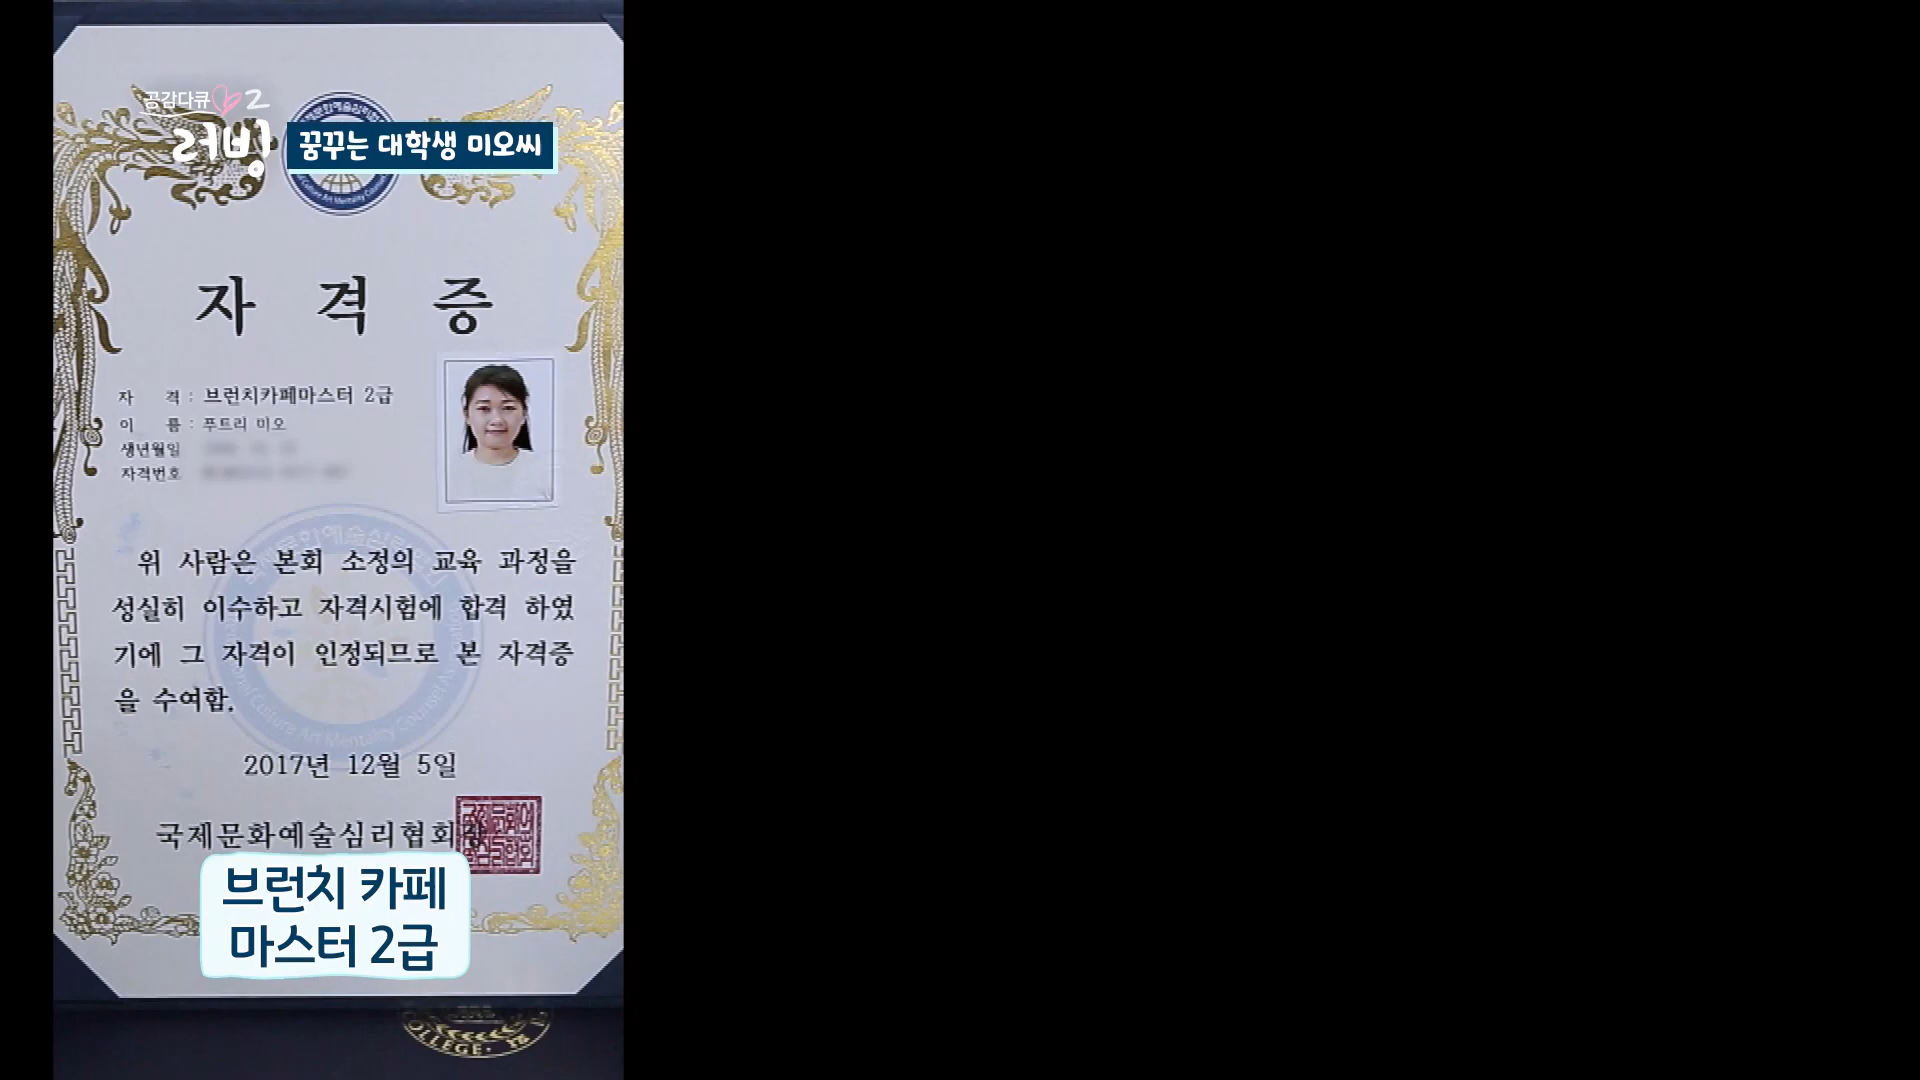 공감다큐 2
러빙
꿈꾸는 대학생 미오씨
자 격 증
자 격 : 브런치카페마스터 2급
이 름 : 푸트리 미오
생년월일
자격번호
위 사람은 본회 소정의 교육 과정을
성실히 이수하고 자격시험에 합격 하였
기에 그 자격이 인정되므로 본 자격증
을 수여함.
2017년 12월 5일
국제문화예술심리협회장
브런치 카페
마스터 2급